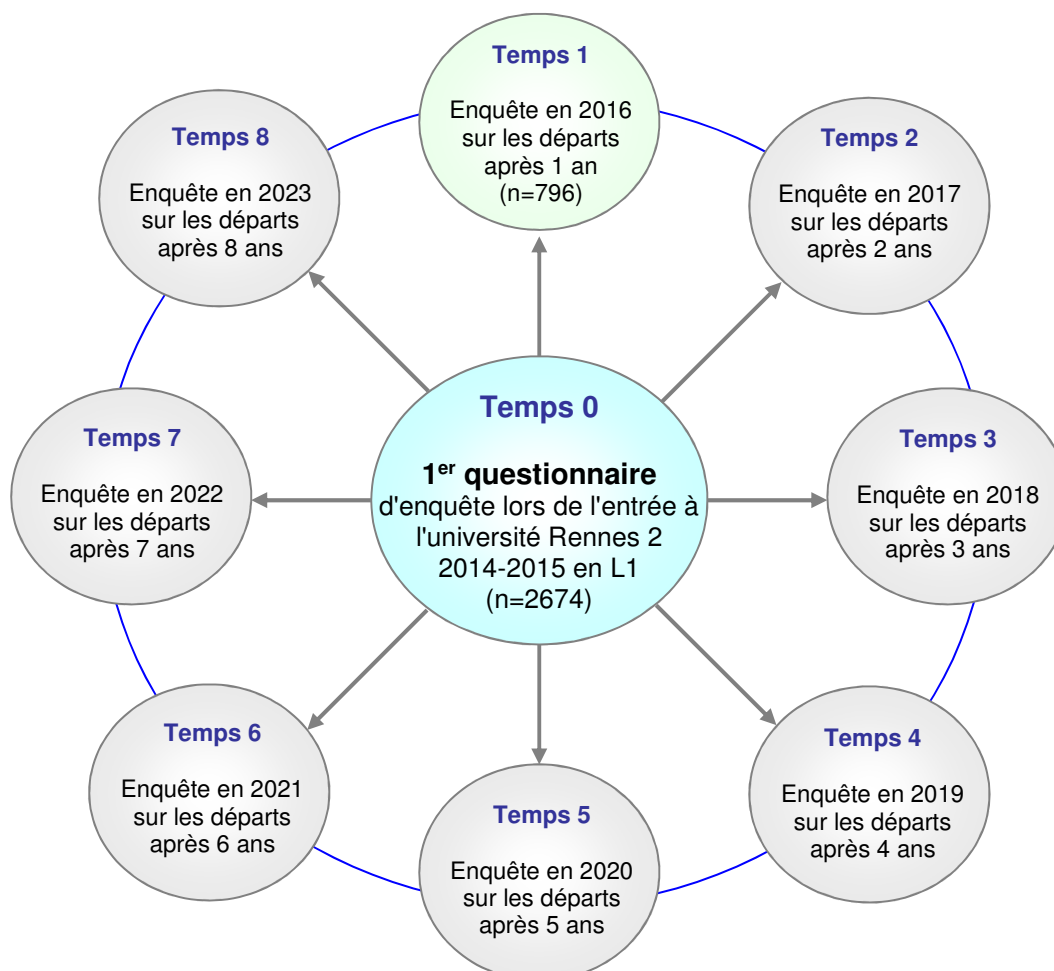 Temps 1
Enquête en 2016
sur les départs
après 1 an
(n=796)
Temps 2
Enquête en 2017
sur les départs
après 2 ans
Temps 3
Enquête en 2018
sur les départs
après 3 ans
Temps 4
Enquête en 2019
sur les départs
après 4 ans
Temps 5
Enquête en 2020
sur les départs
après 5 ans
Temps 6
Enquête en 2021
sur les départs
après 6 ans
Temps 7
Enquête en 2022
sur les départs
après 7 ans
Temps 8
Enquête en 2023
sur les départs
après 8 ans
Temps 0
1er questionnaire
d'enquête lors de l'entrée à
l'université Rennes 2
2014-2015 en L1
(n=2674)